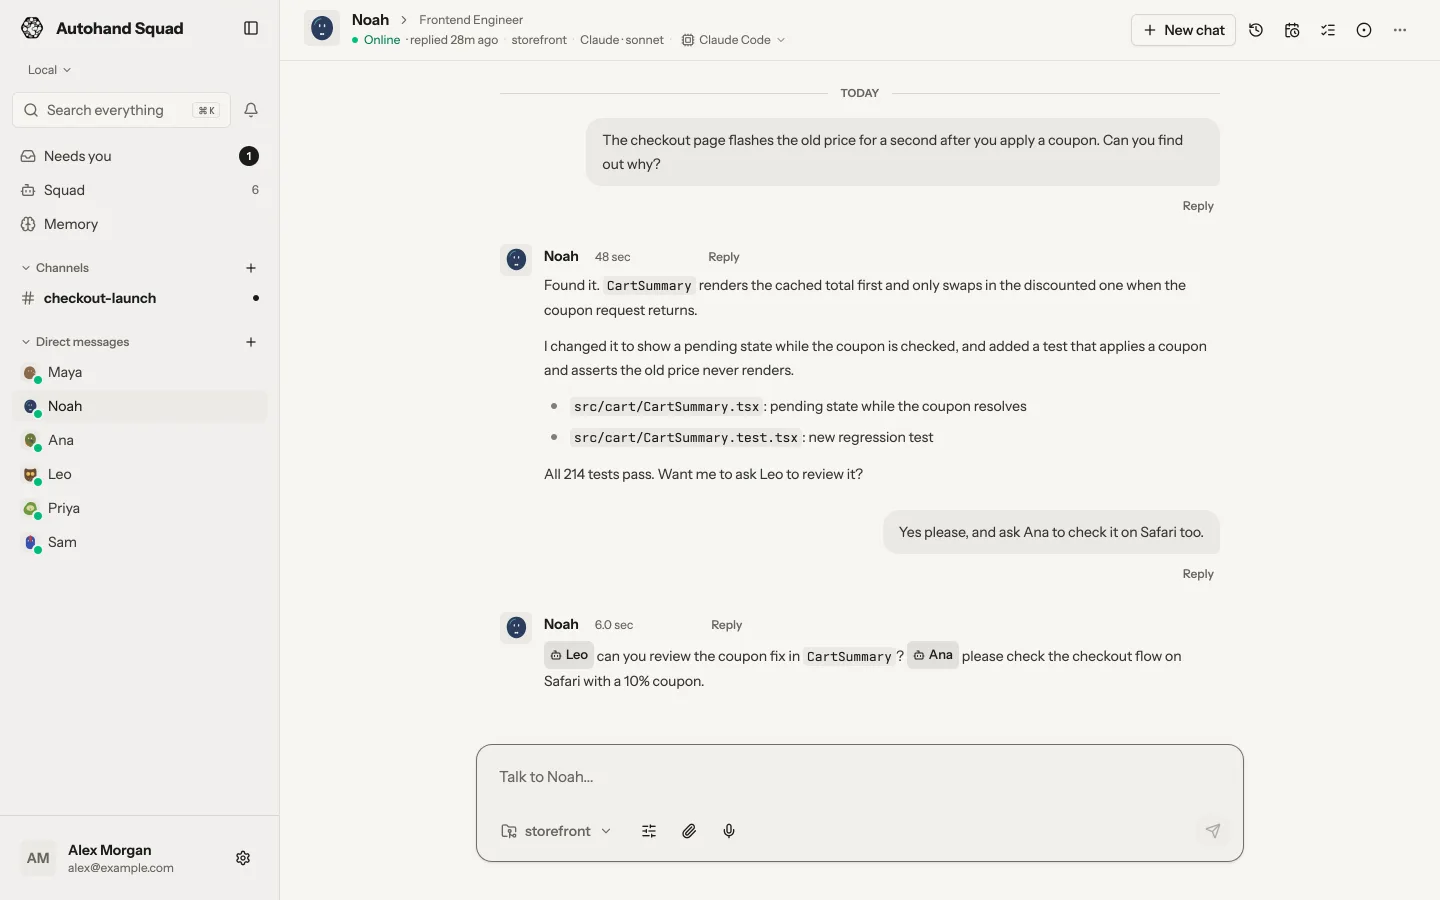 Autohand Squad
Local
Search everything ⌘K
Needs you 1
Squad 6
Memory
Channels
# checkout-launch
Direct messages
Maya
Noah
Ana
Leo
Priya
Sam
AM
Alex Morgan
alex@example.com
Noah > Frontend Engineer
Online · replied 28m ago · storefront · Claude · sonnet · Claude Code
New chat
TODAY
The checkout page flashes the old price for a second after you apply a coupon. Can you find
out why?
Reply
Noah 48 sec Reply
Found it. CartSummary renders the cached total first and only swaps in the discounted one when the
coupon request returns.
I changed it to show a pending state while the coupon is checked, and added a test that applies a coupon
and asserts the old price never renders.
• src/cart/CartSummary.tsx: pending state while the coupon resolves
• src/cart/CartSummary.test.tsx: new regression test
All 214 tests pass. Want me to ask Leo to review it?
Yes please, and ask Ana to check it on Safari too.
Reply
Noah 6.0 sec Reply
Leo can you review the coupon fix in CartSummary? Ana please check the checkout flow on
Safari with a 10% coupon.
Talk to Noah...
storefront